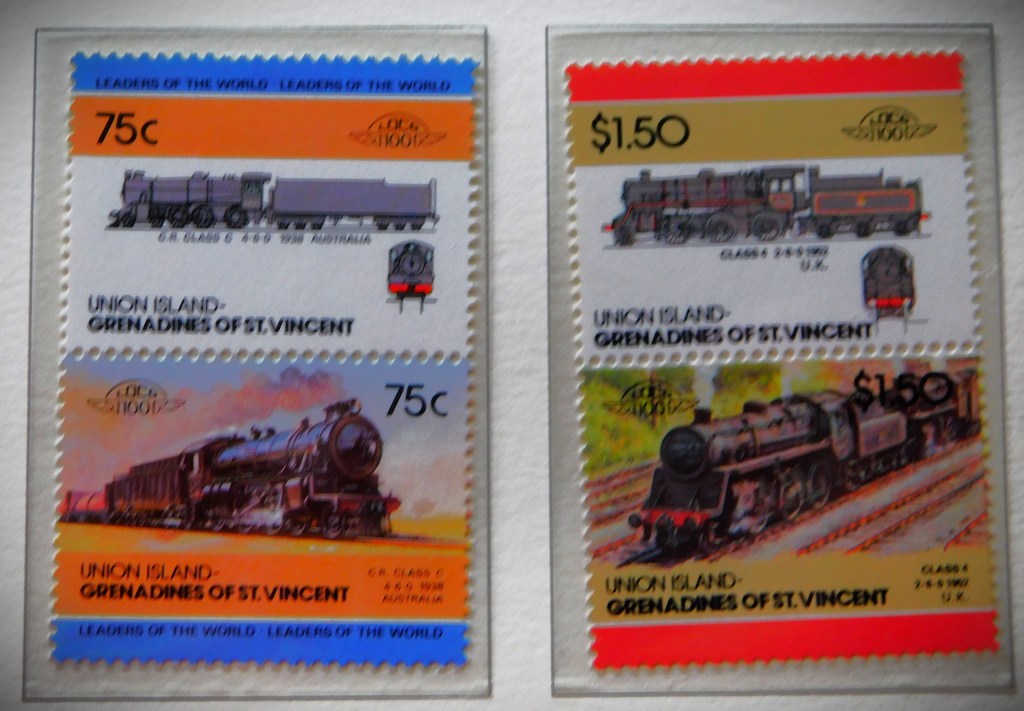 LEADERS OF THE WORLD · LEADERS OF THE WORLD
75c
LOCO
100
C.R. CLASS C 4-6-0 1938 AUSTRALIA
UNION ISLAND-
GRENADINES OF ST. VINCENT
LOCO
100
75c
UNION ISLAND-
GRENADINES OF ST. VINCENT
C.R. CLASS C
4-6-0 1938
AUSTRALIA
LEADERS OF THE WORLD · LEADERS OF THE WORLD
$1.50
LOCO
100
CLASS 4 2-6-0 1952
U.K.
UNION ISLAND-
GRENADINES OF ST. VINCENT
LOCO
100
$1.50
UNION ISLAND-
GRENADINES OF ST. VINCENT
CLASS 4
2-6-0 1952
U.K.